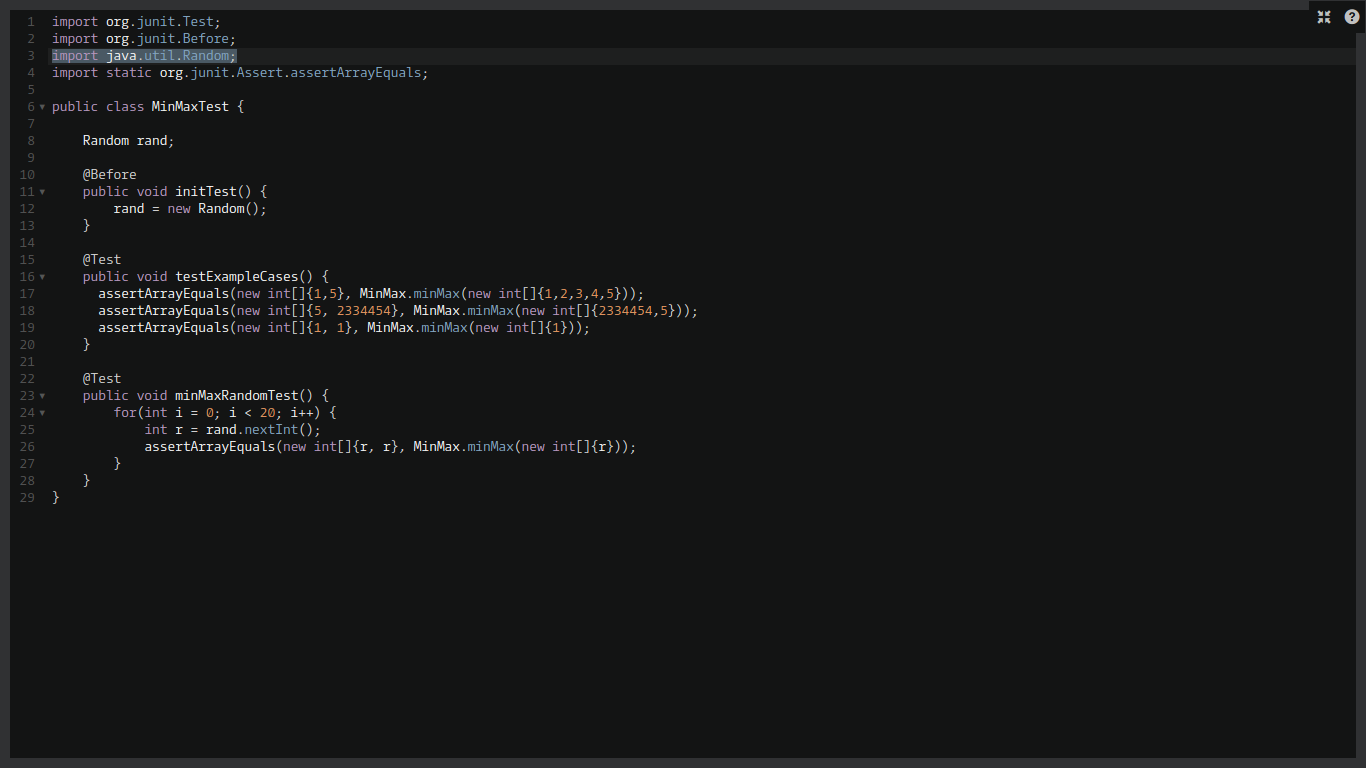 1 import org.junit.Test;
2 import org.junit.Before;
3 import java.util.Random;
4 import static org.junit.Assert.assertArrayEquals;
5
6 public class MinMaxTest {
7
8     Random rand;
9
10     @Before
11     public void initTest() {
12         rand = new Random();
13     }
14
15     @Test
16     public void testExampleCases() {
17       assertArrayEquals(new int[]{1,5}, MinMax.minMax(new int[]{1,2,3,4,5}));
18       assertArrayEquals(new int[]{5, 2334454}, MinMax.minMax(new int[]{2334454,5}));
19       assertArrayEquals(new int[]{1, 1}, MinMax.minMax(new int[]{1}));
20     }
21
22     @Test
23     public void minMaxRandomTest() {
24         for(int i = 0; i < 20; i++) {
25             int r = rand.nextInt();
26             assertArrayEquals(new int[]{r, r}, MinMax.minMax(new int[]{r}));
27         }
28     }
29 }